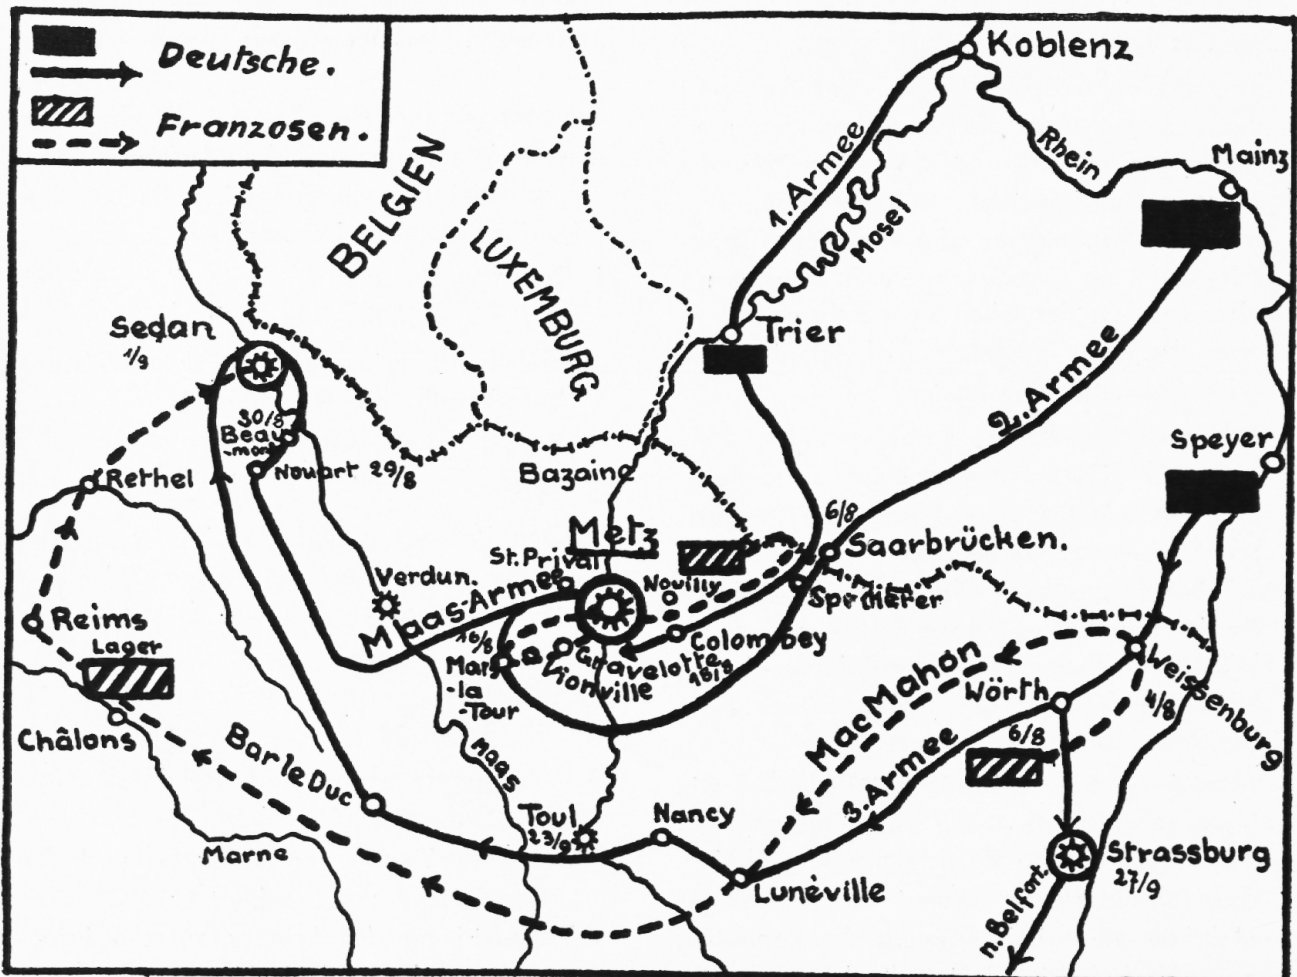 Deutsche.
Franzosen.
Koblenz
Rhein
Mainz
BELGIEN
LUXEMBURG
1. Armee
Mosel
Sedan
1/9
Trier
2. Armee
30/8
Beau
-mont
Nouart 29/8
Rethel
Speyer
Bazaine
Metz
6/8
Saarbrücken.
St. Privat
Verdun.
Maas-Armee
Nouilly
Reims
Lager
Colombey
16/8
Mars
-la
-Tour
Gravelotte
18/8
Vionville
MacMahon
Weissenburg
4/8
Wörth
6/8
Châlons
Bar le Duc
Maas
3. Armee
Toul
23/9
Nancy
Marne
Lunéville
Strassburg
27/9
n. Belfort.